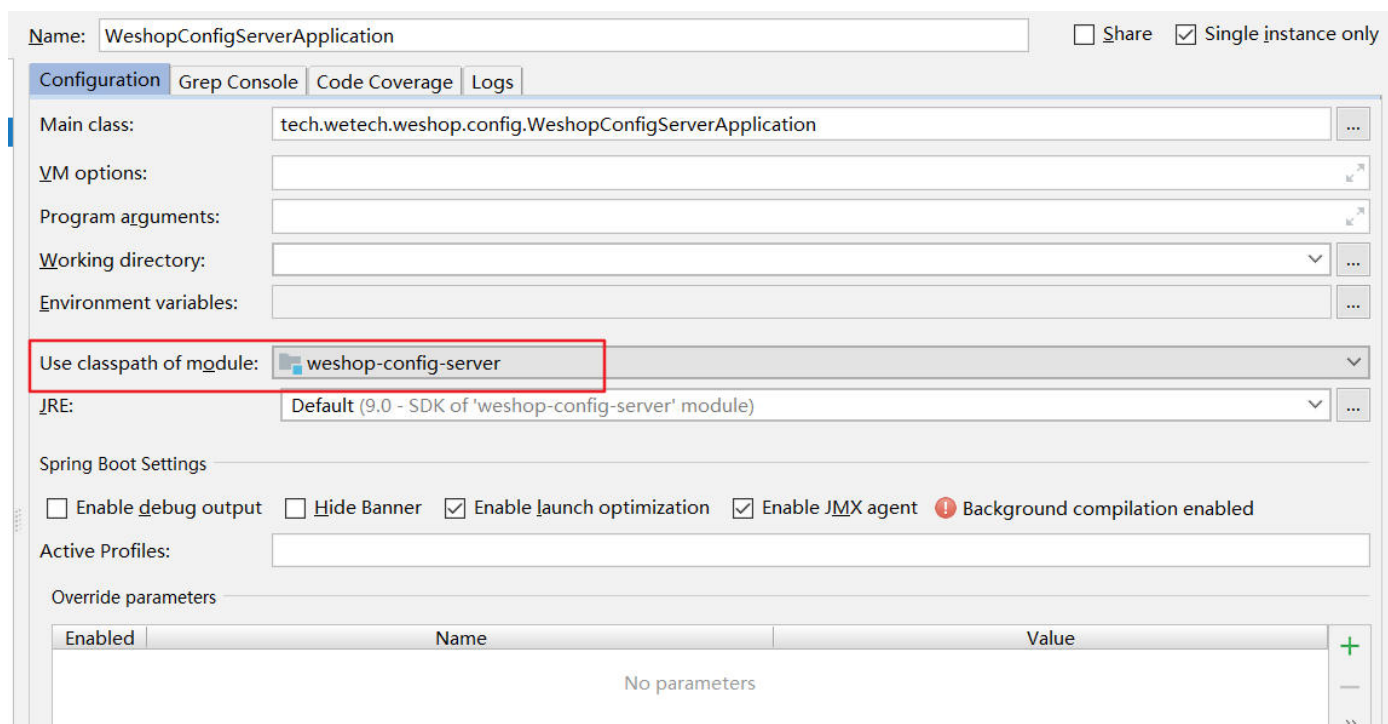 Name: WeshopConfigServerApplication Share Single instance only
Configuration Grep Console Code Coverage Logs
Main class: tech.wetech.weshop.config.WeshopConfigServerApplication ...
VM options:
Program arguments:
Working directory: ...
Environment variables: ...
Use classpath of module: weshop-config-server
JRE: Default (9.0 - SDK of 'weshop-config-server' module) ...
Spring Boot Settings
Enable debug output Hide Banner Enable launch optimization Enable JMX agent Background compilation enabled
Active Profiles:
Override parameters
Enabled Name Value
No parameters